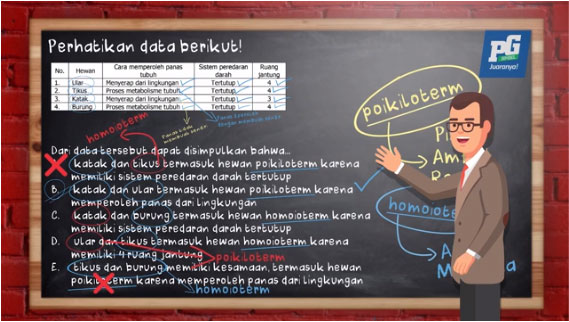 Perhatikan data berikut!
PG
Juaranya!
No. Hewan Cara memperoleh panas tubuh Sistem peredaran darah Ruang jantung
1. Ular Menyerap dari lingkungan Tertutup 4
2. Tikus Proses metabolisme tubuh Tertutup 4
3. Katak Menyerap dari lingkungan Tertutup 3
4. Burung Proses metabolisme tubuh Tertutup 4
poikiloterm
homoioterm
Dari data tersebut dapat disimpulkan bahwa...
katak dan tikus termasuk hewan poikiloterm karena
memiliki sistem peredaran darah tertutup
B. katak dan ular termasuk hewan poikiloterm karena
memperoleh panas dari lingkungan
C. katak dan burung termasuk hewan homoioterm karena
memiliki sistem peredaran darah tertutup
D. ular dan tikus termasuk hewan homoioterm karena
memiliki 4 ruang jantung
poikiloterm
E. tikus dan burung memiliki kesamaan, termasuk hewan
poikiloterm karena memperoleh panas dari lingkungan
homoioterm
homoiote